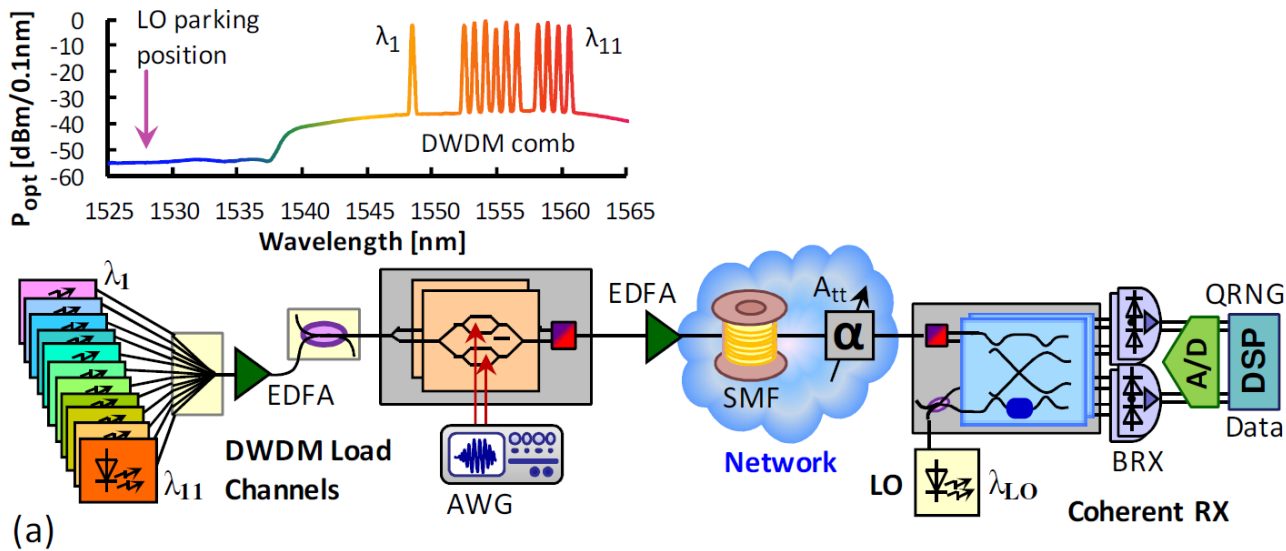 LO parking
position
P_opt [dBm/0.1nm]
0
-10
-20
-30
-40
-50
-60
λ1
λ11
DWDM comb
1525 1530 1535 1540 1545 1550 1555 1560 1565
Wavelength [nm]
λ1
λ11
EDFA
DWDM Load
Channels
AWG
EDFA
SMF
Att
α
Network
LO
λLO
BRX
A/D
QRNG
DSP
Data
Coherent RX
(a)